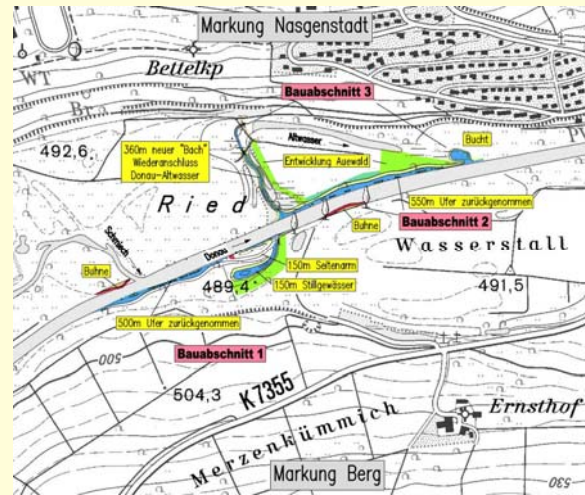 Markung Nasgenstadt
Bettelkp
Bauabschnitt 3
WT
Br
492,6
360m neuer "Bach"
Wiederanschluss
Donau-Altwasser
Altwasser
Bucht
Entwicklung Auewald
Ried
550m Ufer zurückgenommen
Bauabschnitt 2
Buhne
Schmiech
Donau
Wasserstall
Buhne
150m Seitenarm
489,4
150m Stillgewässer
491,5
500m Ufer zurückgenommen
500
Bauabschnitt 1
504,3
K7355
Ernsthof
Merzenkümmich
Markung Berg
530